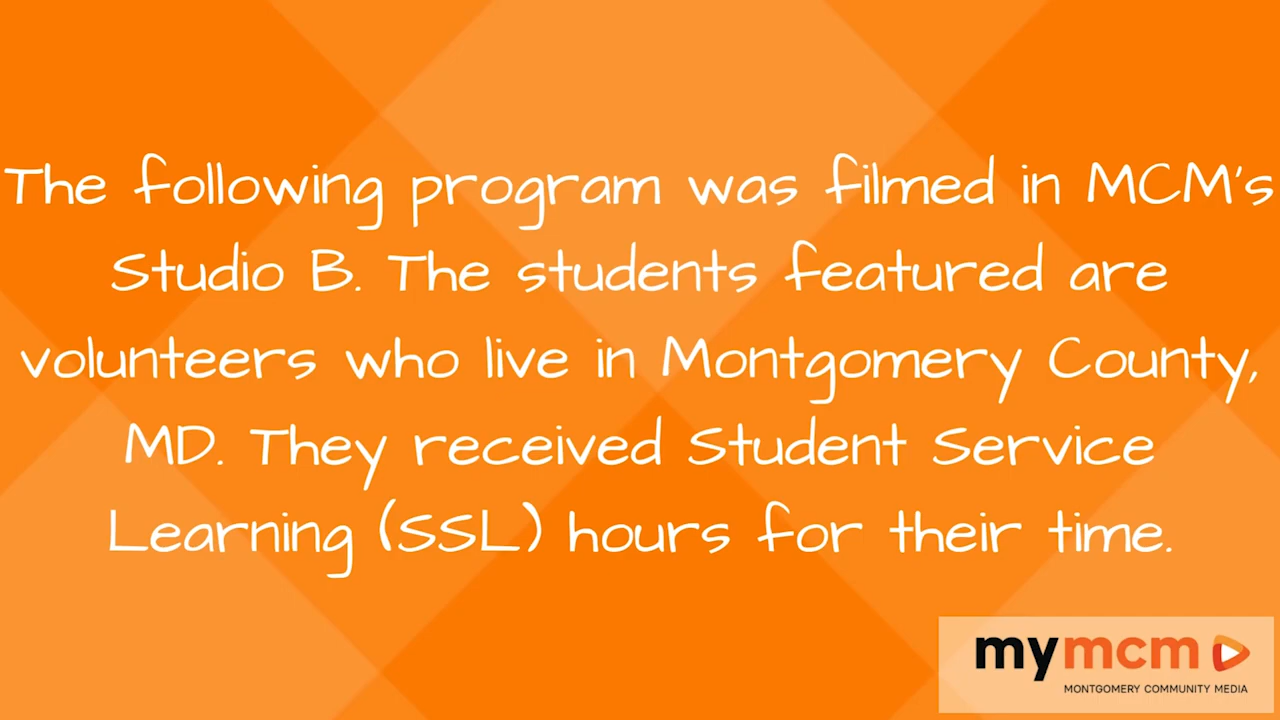 The following program was filmed in MCM's
Studio B. The students featured are
volunteers who live in Montgomery County,
MD. They received Student Service
Learning (SSL) hours for their time.
mymcm
MONTGOMERY COMMUNITY MEDIA